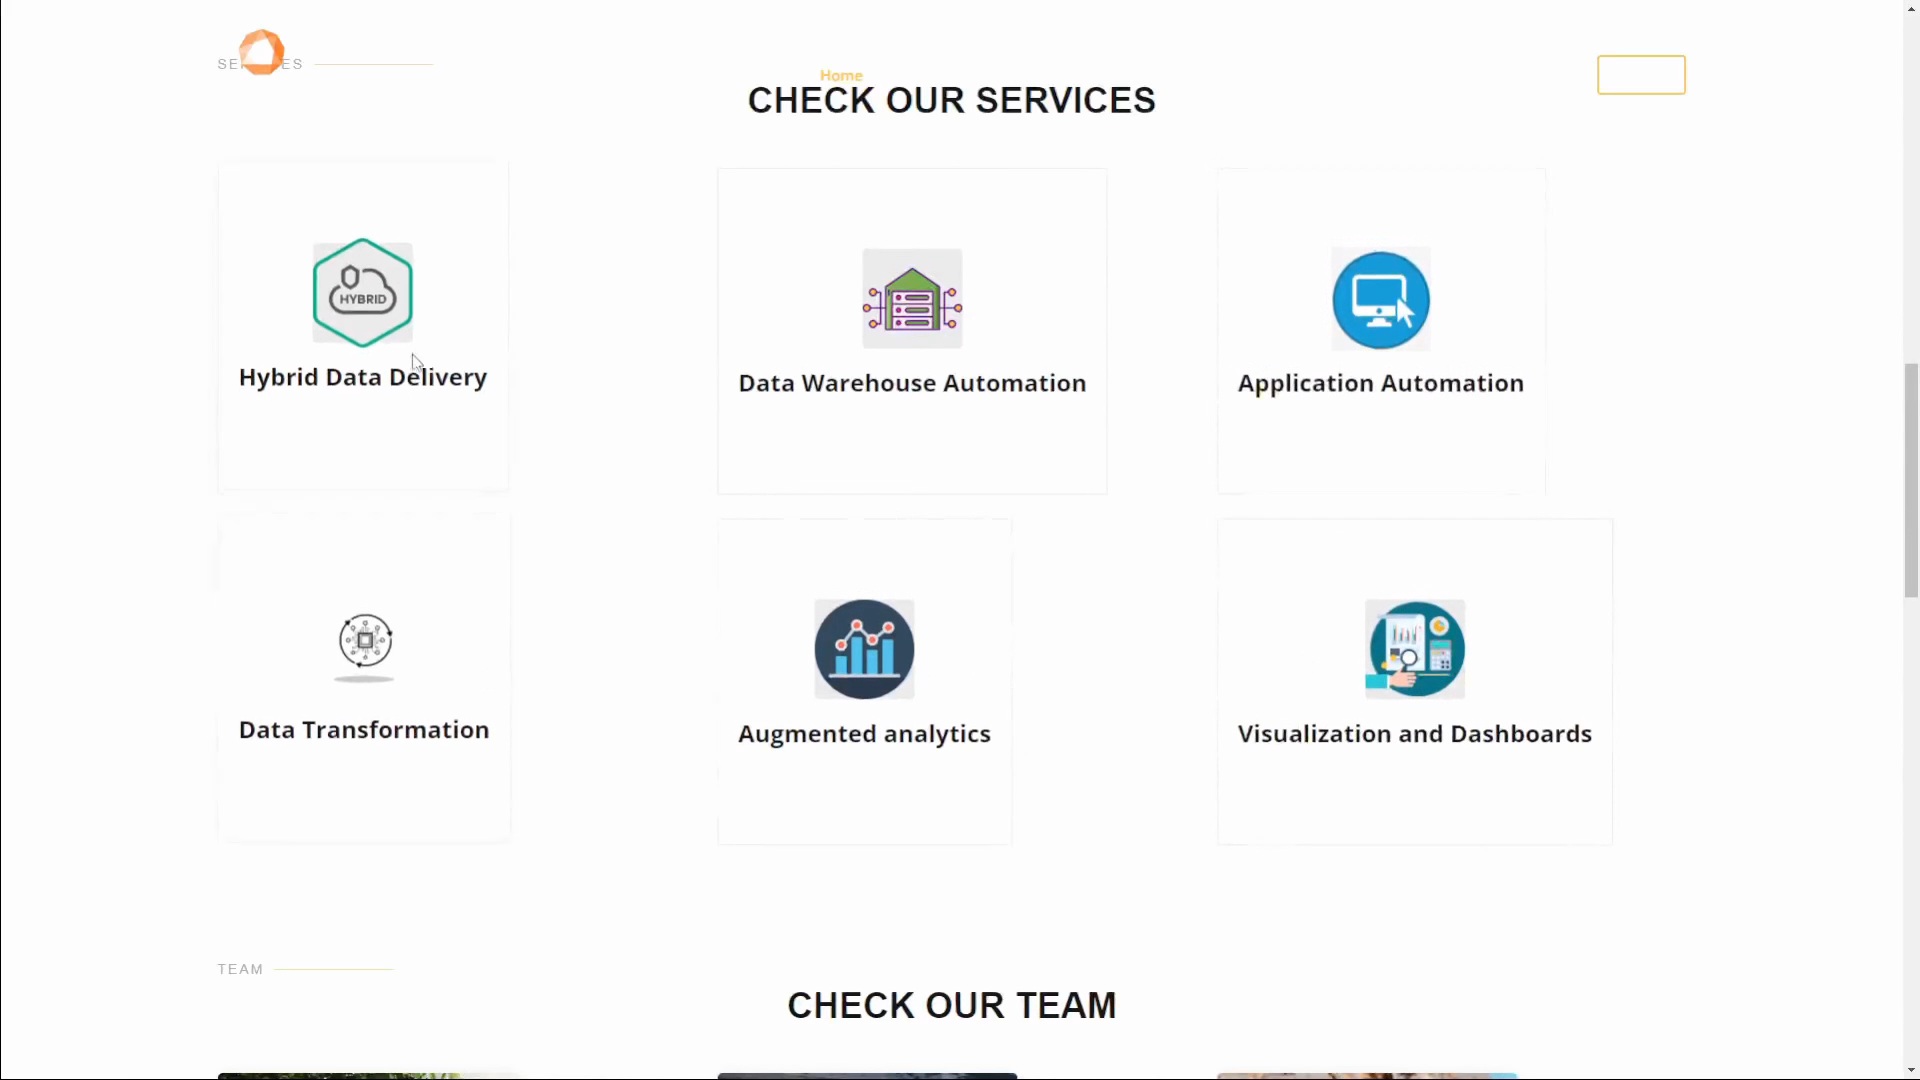 SE ES
Home
CHECK OUR SERVICES
HYBRID
Hybrid Data Delivery
Data Warehouse Automation
Application Automation
Data Transformation
Augmented analytics
Visualization and Dashboards
TEAM
CHECK OUR TEAM